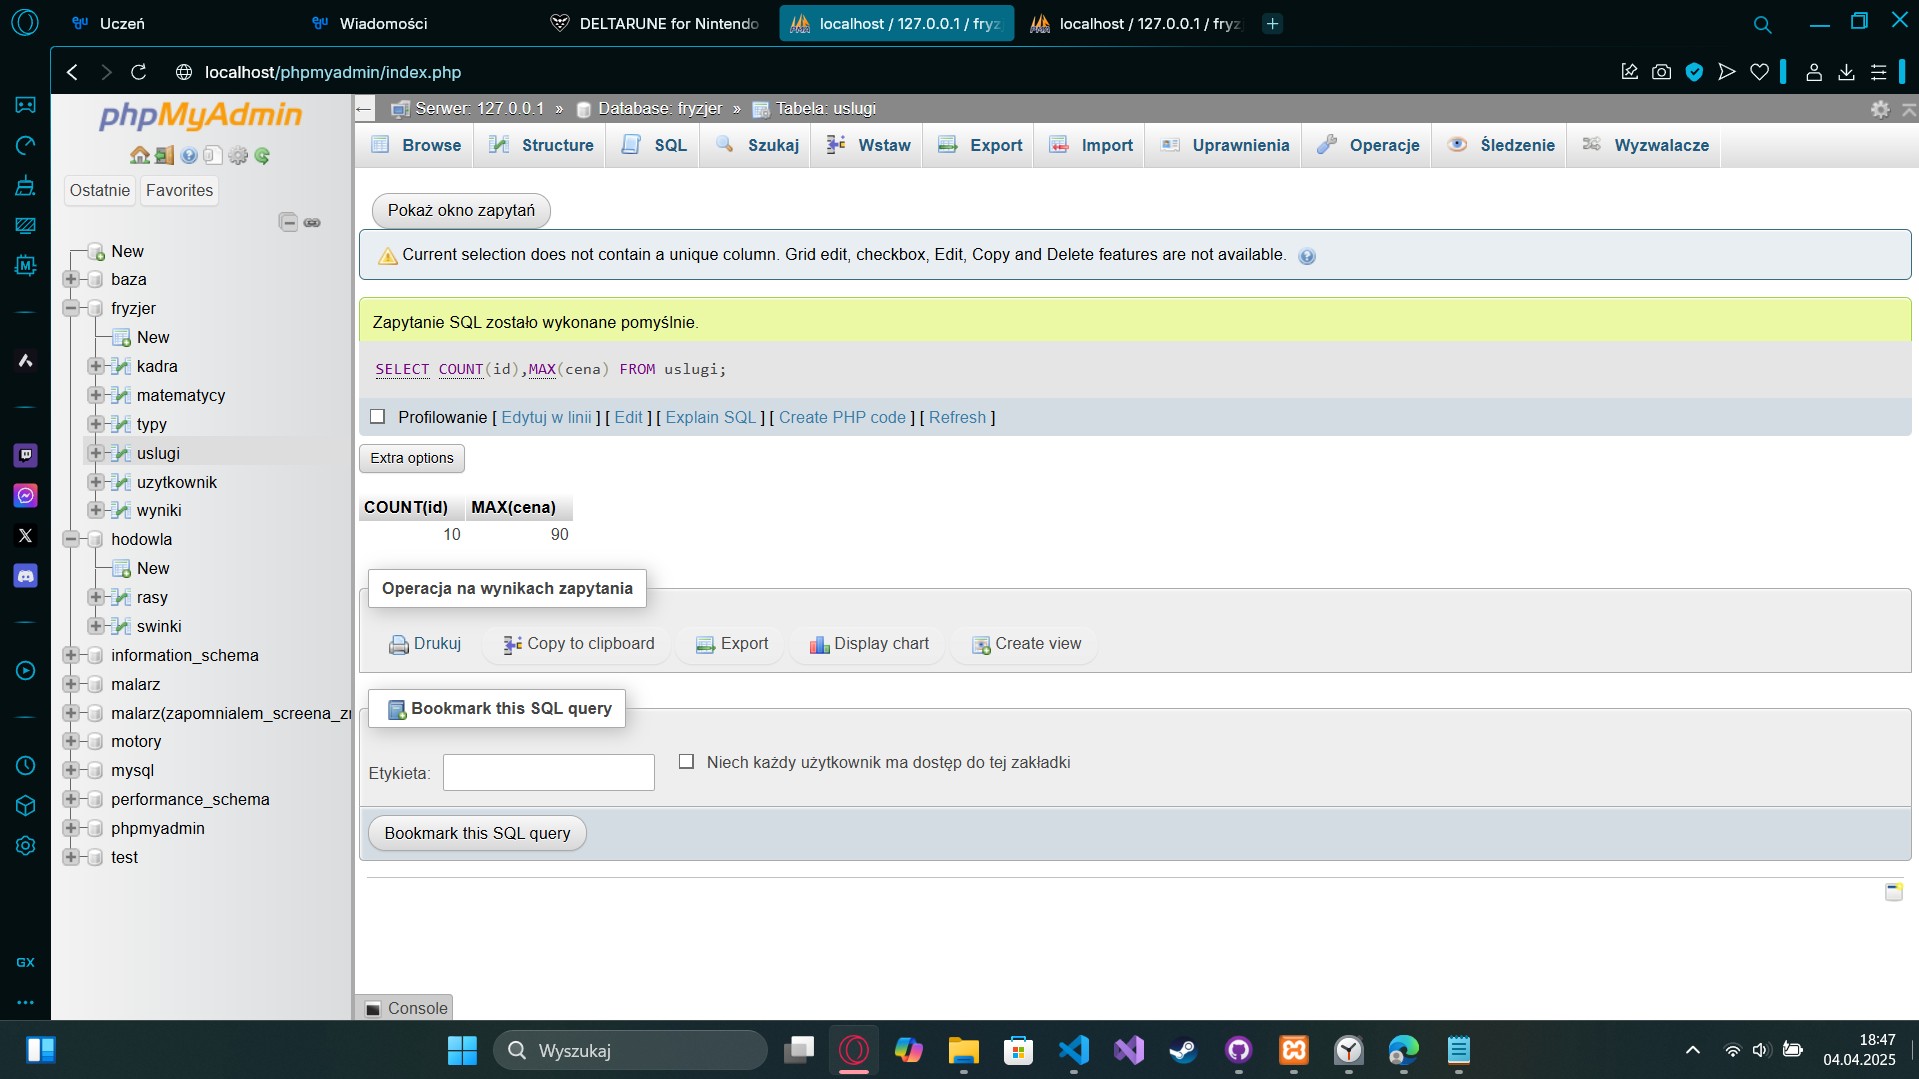 Uczeń
Wiadomości
DELTARUNE for Nintendo
localhost / 127.0.0.1 / fryz
localhost / 127.0.0.1 / fryz
localhost/phpmyadmin/index.php
phpMyAdmin
Ostatnie
Favorites
New
baza
fryzjer
New
kadra
matematycy
typy
uslugi
uzytkownik
wyniki
hodowla
New
rasy
swinki
information_schema
malarz
malarz(zapomnialem_screena_zr
motory
mysql
performance_schema
phpmyadmin
test
Serwer: 127.0.0.1 » Database: fryzjer » Tabela: uslugi
Browse
Structure
SQL
Szukaj
Wstaw
Export
Import
Uprawnienia
Operacje
Śledzenie
Wyzwalacze
Pokaż okno zapytań
Current selection does not contain a unique column. Grid edit, checkbox, Edit, Copy and Delete features are not available.
Zapytanie SQL zostało wykonane pomyślnie.
SELECT COUNT(id),MAX(cena) FROM uslugi;
Profilowanie [ Edytuj w linii ] [ Edit ] [ Explain SQL ] [ Create PHP code ] [ Refresh ]
Extra options
COUNT(id) MAX(cena)
10 90
Operacja na wynikach zapytania
Drukuj
Copy to clipboard
Export
Display chart
Create view
Bookmark this SQL query
Etykieta:
Niech każdy użytkownik ma dostęp do tej zakładki
Bookmark this SQL query
Console
GX
Wyszukaj
18:47
04.04.2025